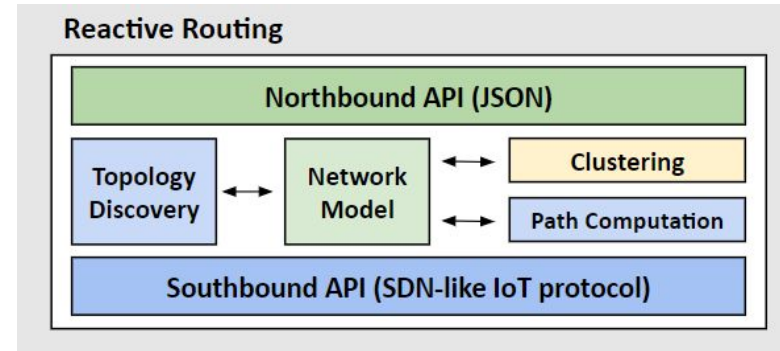 Reactive Routing
Northbound API (JSON)
Topology
Discovery
Network
Model
Clustering
Path Computation
Southbound API (SDN-like IoT protocol)